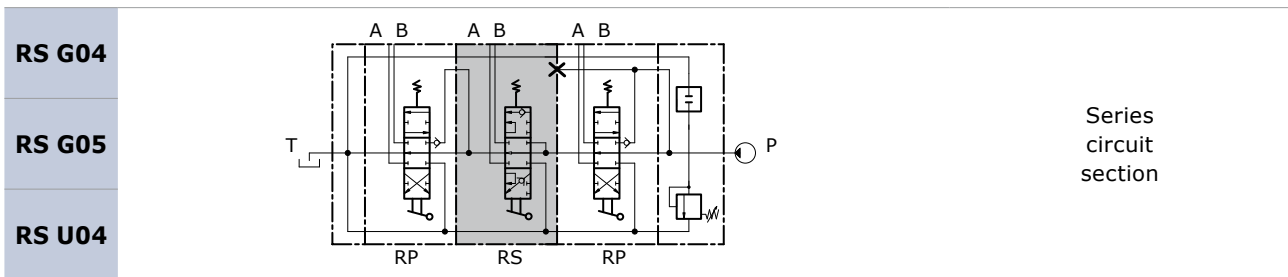 RS G04
RS G05
RS U04
A B A B A B
T
P
RP RS RP
Series
circuit
section